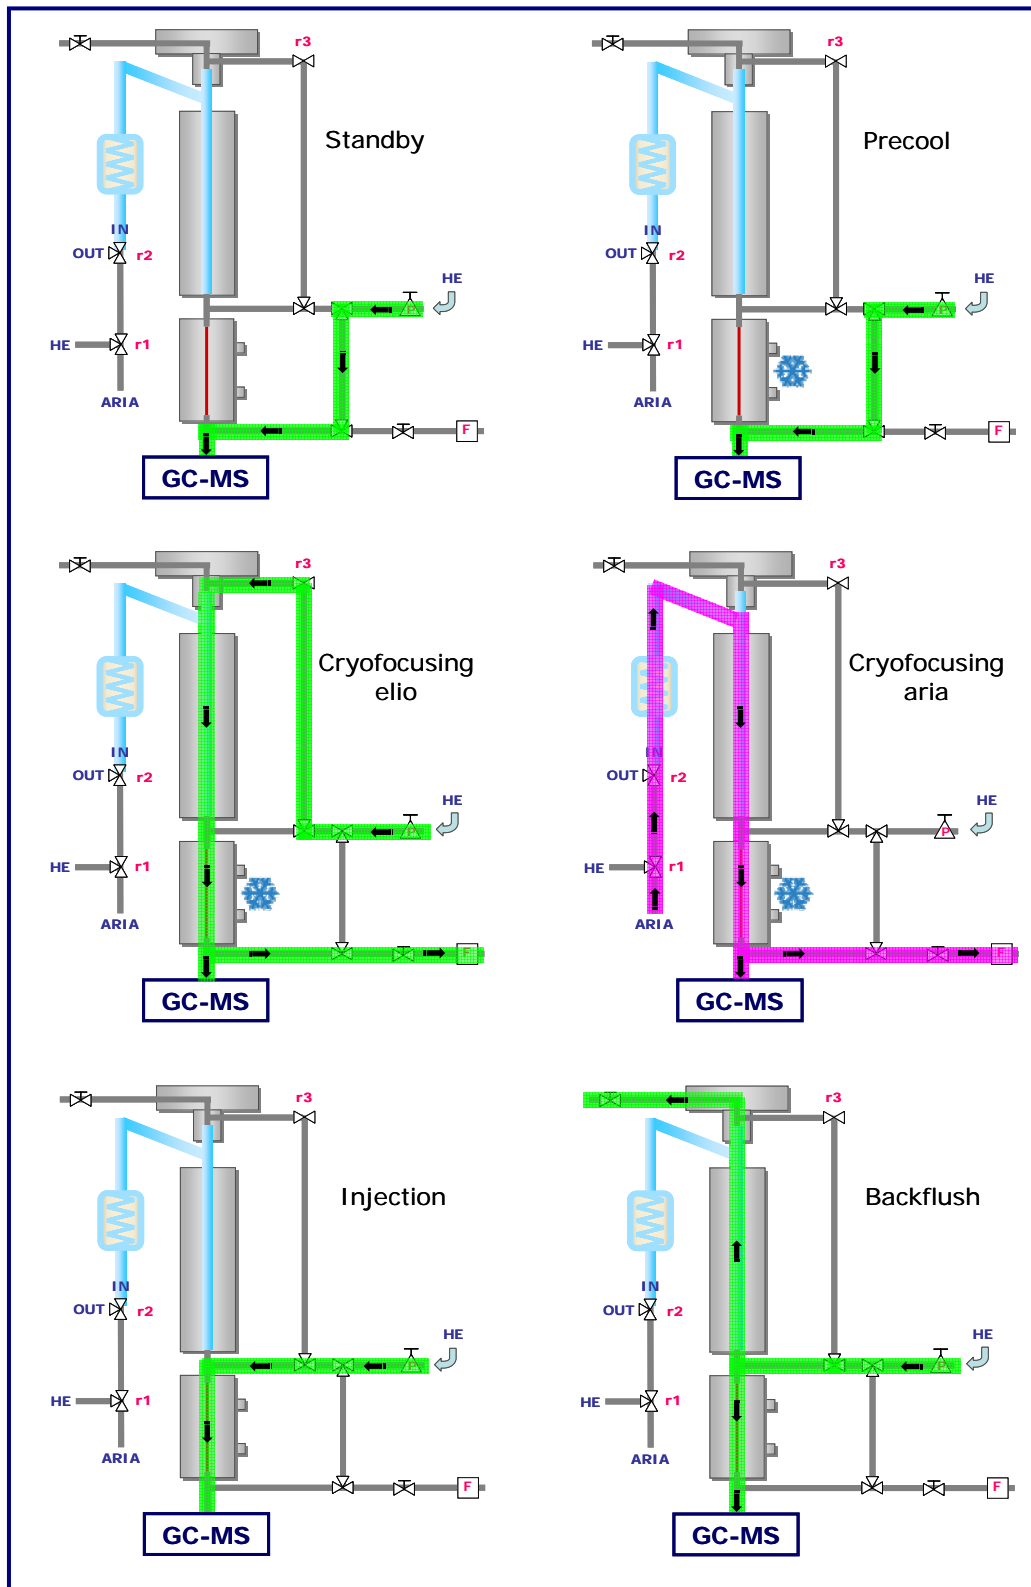 r3
Standby
IN
OUT
r2
HE
P
HE
r1
ARIA
F
GC-MS
r3
Precool
IN
OUT
r2
HE
P
HE
r1
ARIA
F
GC-MS
r3
Cryofocusing
elio
IN
OUT
r2
HE
P
HE
r1
ARIA
F
GC-MS
r3
Cryofocusing
aria
IN
OUT
r2
HE
P
HE
r1
ARIA
F
GC-MS
r3
Injection
IN
OUT
r2
HE
P
HE
r1
ARIA
F
GC-MS
r3
Backflush
IN
OUT
r2
HE
P
HE
r1
ARIA
F
GC-MS